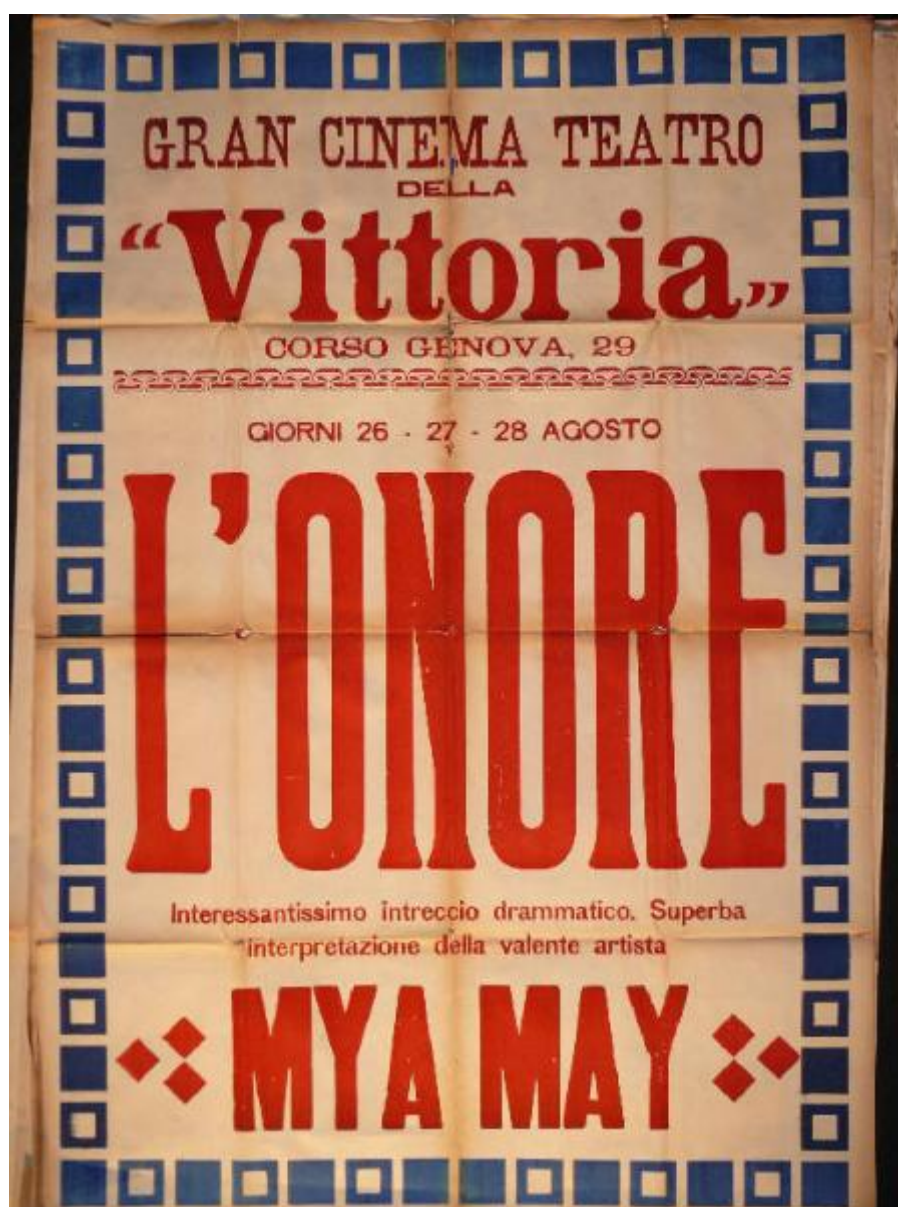 GRAN CINEMA TEATRO
DELLA
"Vittoria"
CORSO GENOVA, 29
GIORNI 26 - 27 - 28 AGOSTO
L'ONORE
Interessantissimo intreccio drammatico. Superba
interpretazione della valente artista
MYA MAY